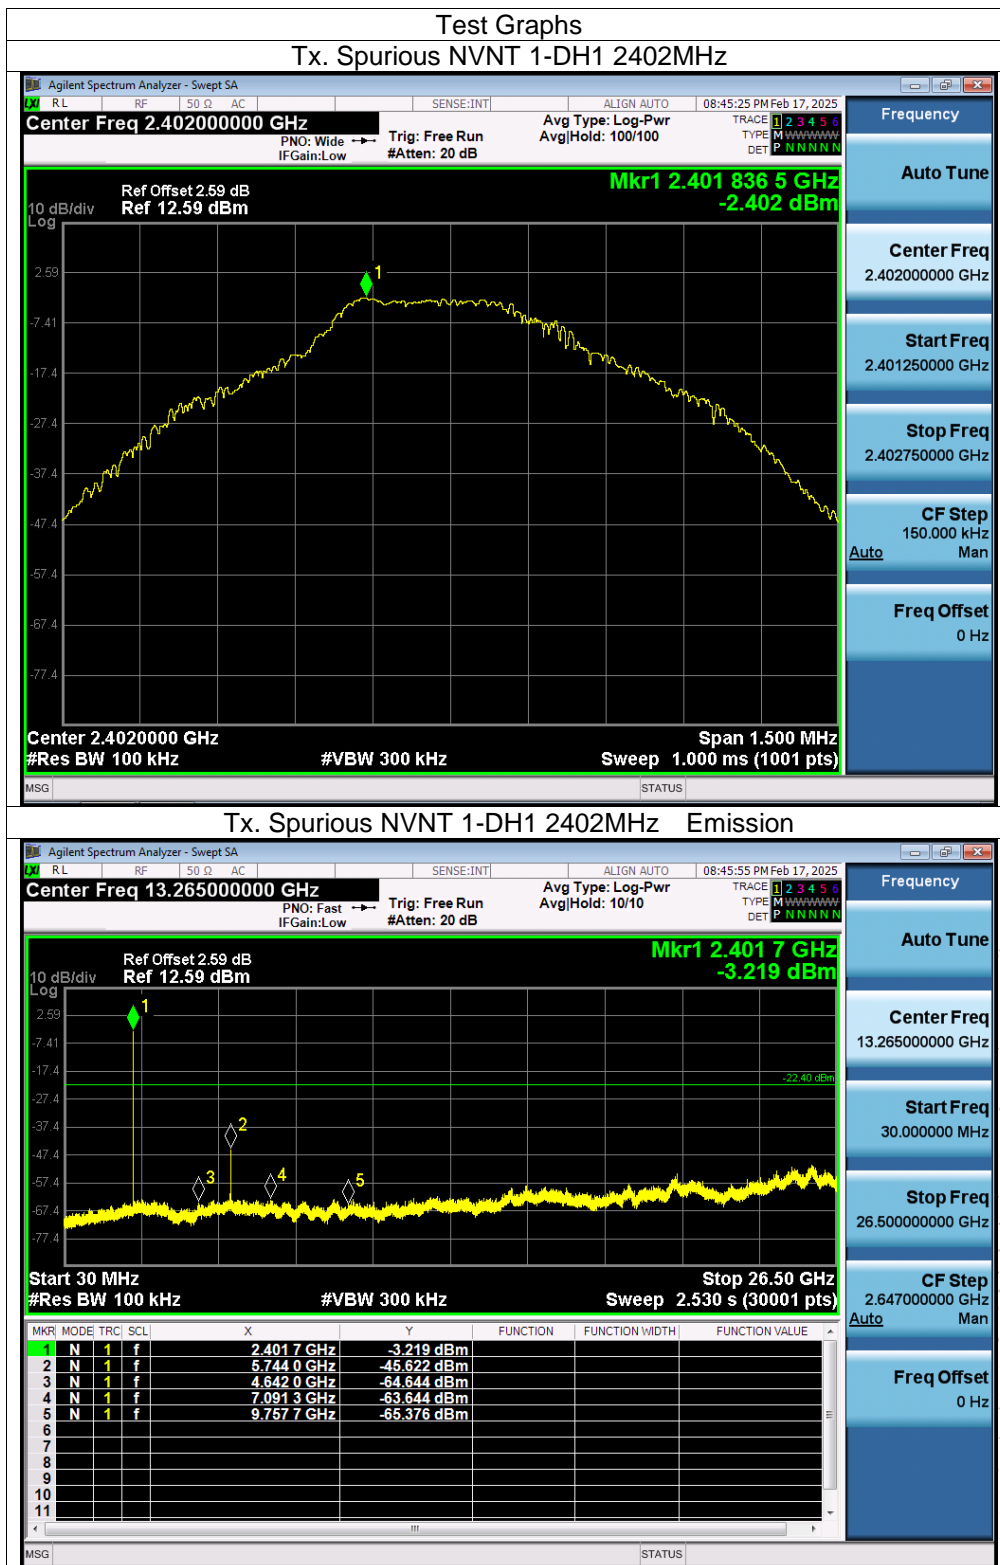 Test Graphs
Tx. Spurious NVNT 1-DH1 2402MHz
Agilent Spectrum Analyzer - Swept SA
LXI RL RF 50 Ω AC SENSE:INT ALIGN AUTO 08:45:25 PM Feb 17, 2025
Center Freq 2.402000000 GHz
PNO: Wide
IFGain:Low
Trig: Free Run
#Atten: 20 dB
Avg Type: Log-Pwr
Avg|Hold: 100/100
TRACE 1 2 3 4 5 6
TYPE M WWWWW
DET P N N N N N
Ref Offset 2.59 dB
Ref 12.59 dBm
10 dB/div
Log
Mkr1 2.401 836 5 GHz
-2.402 dBm
1
2.59
-7.41
-17.4
-27.4
-37.4
-47.4
-57.4
-67.4
-77.4
Center 2.4020000 GHz Span 1.500 MHz
#Res BW 100 kHz #VBW 300 kHz Sweep 1.000 ms (1001 pts)
MSG STATUS
Frequency
Auto Tune
Center Freq
2.402000000 GHz
Start Freq
2.401250000 GHz
Stop Freq
2.402750000 GHz
CF Step
150.000 kHz
Auto Man
Freq Offset
0 Hz
Tx. Spurious NVNT 1-DH1 2402MHz Emission
Agilent Spectrum Analyzer - Swept SA
LXI RL RF 50 Ω AC SENSE:INT ALIGN AUTO 08:45:55 PM Feb 17, 2025
Center Freq 13.265000000 GHz
PNO: Fast
IFGain:Low
Trig: Free Run
#Atten: 20 dB
Avg Type: Log-Pwr
Avg|Hold: 10/10
TRACE 1 2 3 4 5 6
TYPE M WWWWW
DET P N N N N N
Ref Offset 2.59 dB
Ref 12.59 dBm
10 dB/div
Log
Mkr1 2.401 7 GHz
-3.219 dBm
1
2
3
4
5
-22.40 dBm
2.59
-7.41
-17.4
-27.4
-37.4
-47.4
-57.4
-67.4
-77.4
Start 30 MHz Stop 26.50 GHz
#Res BW 100 kHz #VBW 300 kHz Sweep 2.530 s (30001 pts)
MKR MODE TRC SCL X Y FUNCTION FUNCTION WIDTH FUNCTION VALUE
1 N 1 f 2.401 7 GHz -3.219 dBm
2 N 1 f 5.744 0 GHz -45.622 dBm
3 N 1 f 4.642 0 GHz -64.644 dBm
4 N 1 f 7.091 3 GHz -63.644 dBm
5 N 1 f 9.757 7 GHz -65.376 dBm
6
7
8
9
10
11
MSG STATUS
Frequency
Auto Tune
Center Freq
13.265000000 GHz
Start Freq
30.000000 MHz
Stop Freq
26.500000000 GHz
CF Step
2.647000000 GHz
Auto Man
Freq Offset
0 Hz